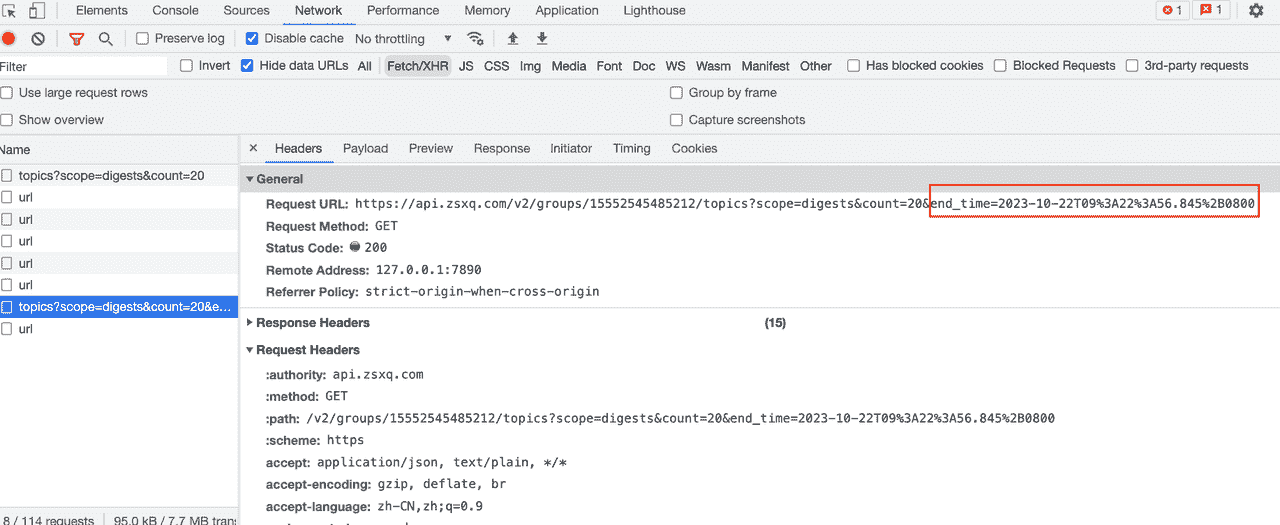 Elements Console Sources Network Performance Memory Application Lighthouse 1 1
Preserve log Disable cache No throttling
Filter Invert Hide data URLs All Fetch/XHR JS CSS Img Media Font Doc WS Wasm Manifest Other Has blocked cookies Blocked Requests 3rd-party requests
Use large request rows Group by frame
Show overview Capture screenshots
Name
topics?scope=digests&count=20
url
url
url
url
url
topics?scope=digests&count=20&e...
url
8 / 114 requests 95.0 kB / 7.7 MB trans
× Headers Payload Preview Response Initiator Timing Cookies
General
Request URL: https://api.zsxq.com/v2/groups/15552545485212/topics?scope=digests&count=20&end_time=2023-10-22T09%3A22%3A56.845%2B0800
Request Method: GET
Status Code: 200
Remote Address: 127.0.0.1:7890
Referrer Policy: strict-origin-when-cross-origin
Response Headers (15)
Request Headers
:authority: api.zsxq.com
:method: GET
:path: /v2/groups/15552545485212/topics?scope=digests&count=20&end_time=2023-10-22T09%3A22%3A56.845%2B0800
:scheme: https
accept: application/json, text/plain, */*
accept-encoding: gzip, deflate, br
accept-language: zh-CN,zh;q=0.9